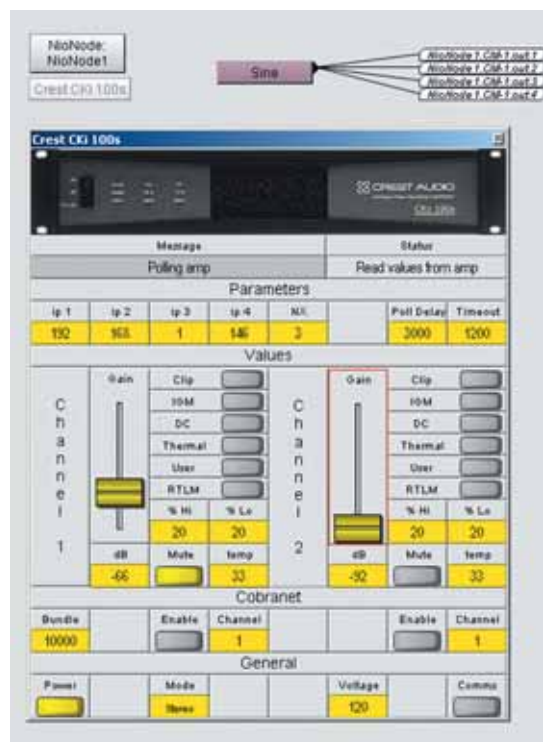 NioNode:
NioNode1
Crest CKi 100s
Sine
NioNode 1.CM-1.out 1
NioNode 1.CM-1.out 2
NioNode 1.CM-1.out 3
NioNode 1.CM-1.out 4
Crest CKi 100s
CREST AUDIO
CKi 100s
Message Status
Polling amp Read values from amp
Parameters
ip 1 ip 2 ip 3 ip 4 Poll Delay Timeout
192 168 1 146 3 3000 1200
Values
Channel 1
Gain Clip
IGM
DC
Thermal
User
RTLM
% Hi % Lo
20 20
dB Mute temp
-66 33
Channel 2
Gain Clip
IGM
DC
Thermal
User
RTLM
% Hi % Lo
20 20
dB Mute temp
-92 33
Cobranet
Bundle Enable Channel Enable Channel
10000 1 1
General
Power Mode Voltage Comms
Stereo 120